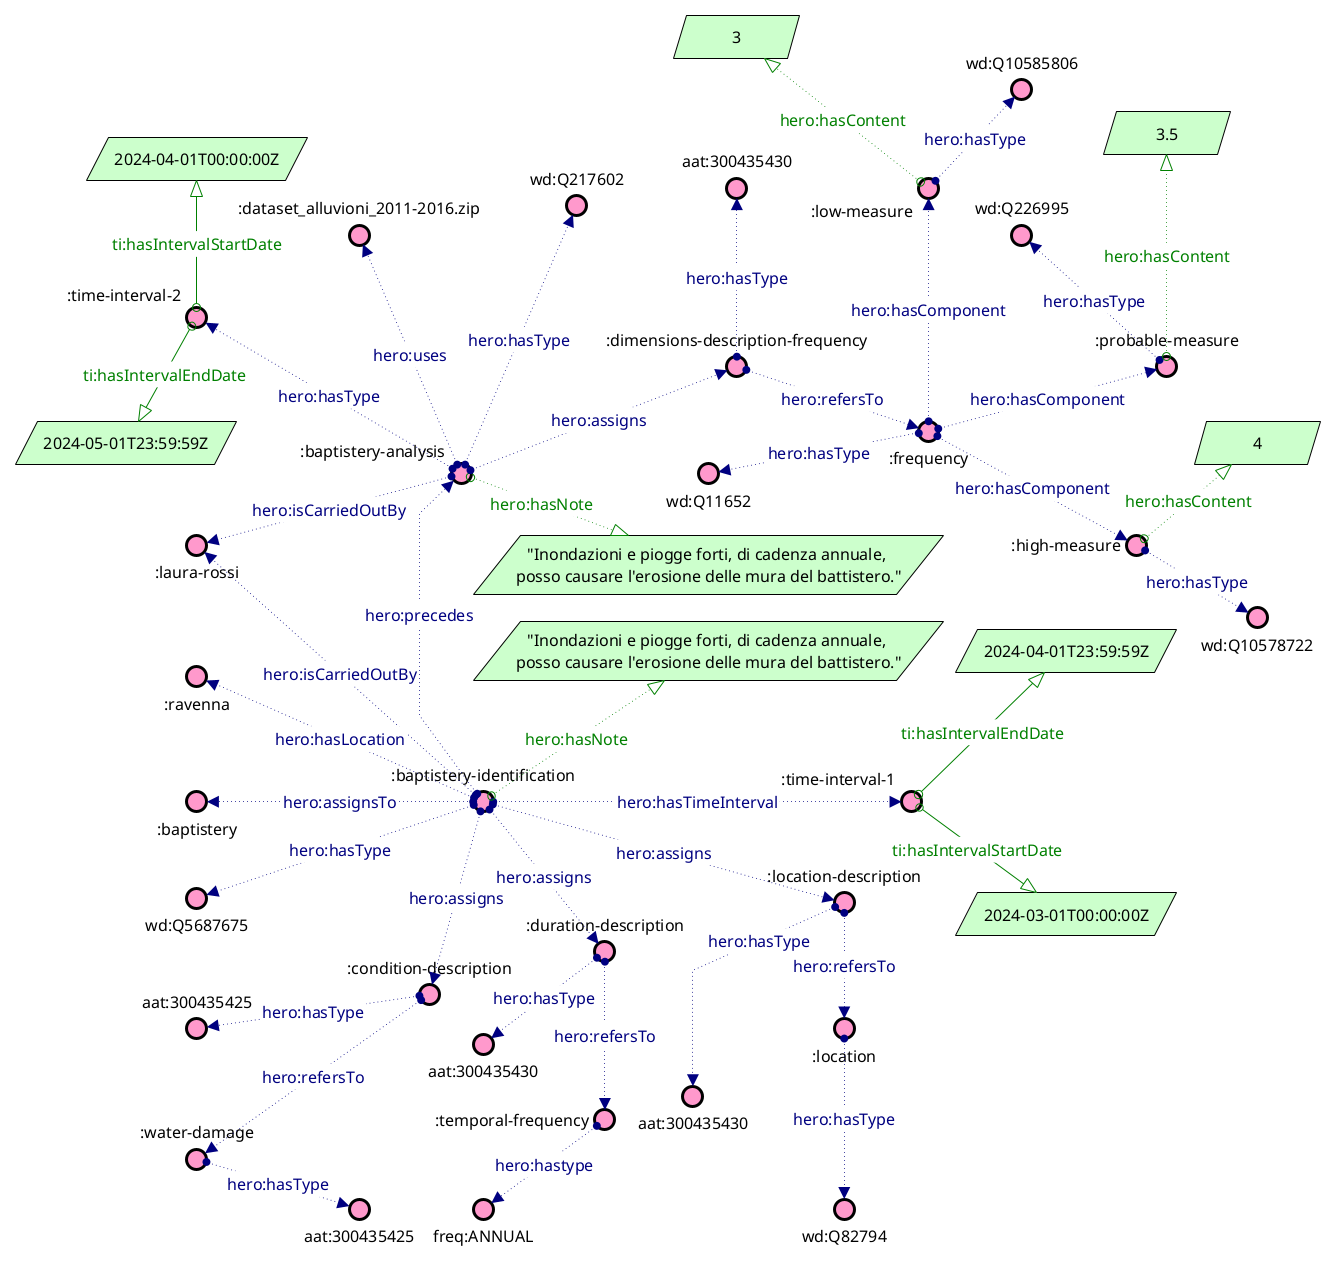 3
wd:Q10585806
hero:hasContent
3.5
hero:hasType
2024-04-01T00:00:00Z
aat:300435430
wd:Q217602
:dataset_alluvioni_2011-2016.zip
:low-measure
wd:Q226995
ti:hasIntervalStartDate
hero:hasContent
hero:hasType
:time-interval-2
hero:hasType
hero:hasComponent
hero:hasType
:dimensions-description-frequency
:probable-measure
hero:uses
ti:hasIntervalEndDate
hero:hasType
hero:refersTo
hero:hasComponent
hero:assigns
2024-05-01T23:59:59Z
4
:baptistery-analysis
hero:hasType
:frequency
hero:hasComponent
wd:Q11652
hero:hasNote
hero:hasContent
hero:isCarriedOutBy
:high-measure
"Inondazioni e piogge forti, di cadenza annuale,
posso causare l'erosione delle mura del battistero."
:laura-rossi
hero:hasType
hero:precedes
wd:Q10578722
"Inondazioni e piogge forti, di cadenza annuale,
posso causare l'erosione delle mura del battistero."
2024-04-01T23:59:59Z
hero:isCarriedOutBy
:ravenna
hero:hasLocation
hero:hasNote
ti:hasIntervalEndDate
:baptistery-identification
:time-interval-1
hero:assignsTo
hero:hasTimeInterval
:baptistery
hero:hasType
hero:assigns
ti:hasIntervalStartDate
hero:assigns
:location-description
hero:assigns
wd:Q5687675
2024-03-01T00:00:00Z
:duration-description
hero:hasType
:condition-description
hero:refersTo
aat:300435425
hero:hasType
hero:hasType
hero:refersTo
:location
aat:300435430
hero:refersTo
:temporal-frequency
aat:300435430
hero:hasType
:water-damage
hero:hastype
hero:hasType
aat:300435425
freq:ANNUAL
wd:Q82794